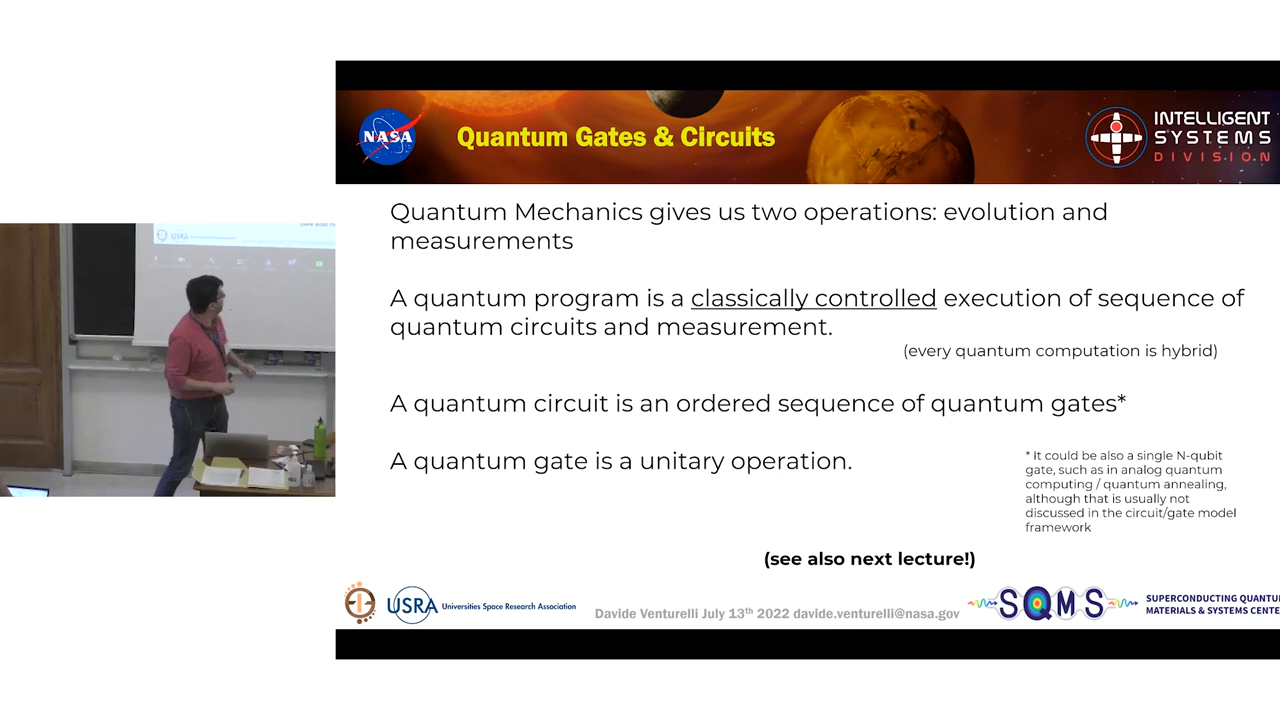 NASA
Quantum Gates & Circuits
INTELLIGENT
SYSTEMS
DIVISION
Quantum Mechanics gives us two operations: evolution and
measurements
A quantum program is a classically controlled execution of sequence of
quantum circuits and measurement.
(every quantum computation is hybrid)
A quantum circuit is an ordered sequence of quantum gates*
A quantum gate is a unitary operation.
* It could be also a single N-qubit
gate, such as in analog quantum
computing / quantum annealing,
although that is usually not
discussed in the circuit/gate model
framework
(see also next lecture!)
USRA Universities Space Research Association
Davide Venturelli July 13th 2022 davide.venturelli@nasa.gov
SQMS
SUPERCONDUCTING QUANTU
MATERIALS & SYSTEMS CENTE
USRA